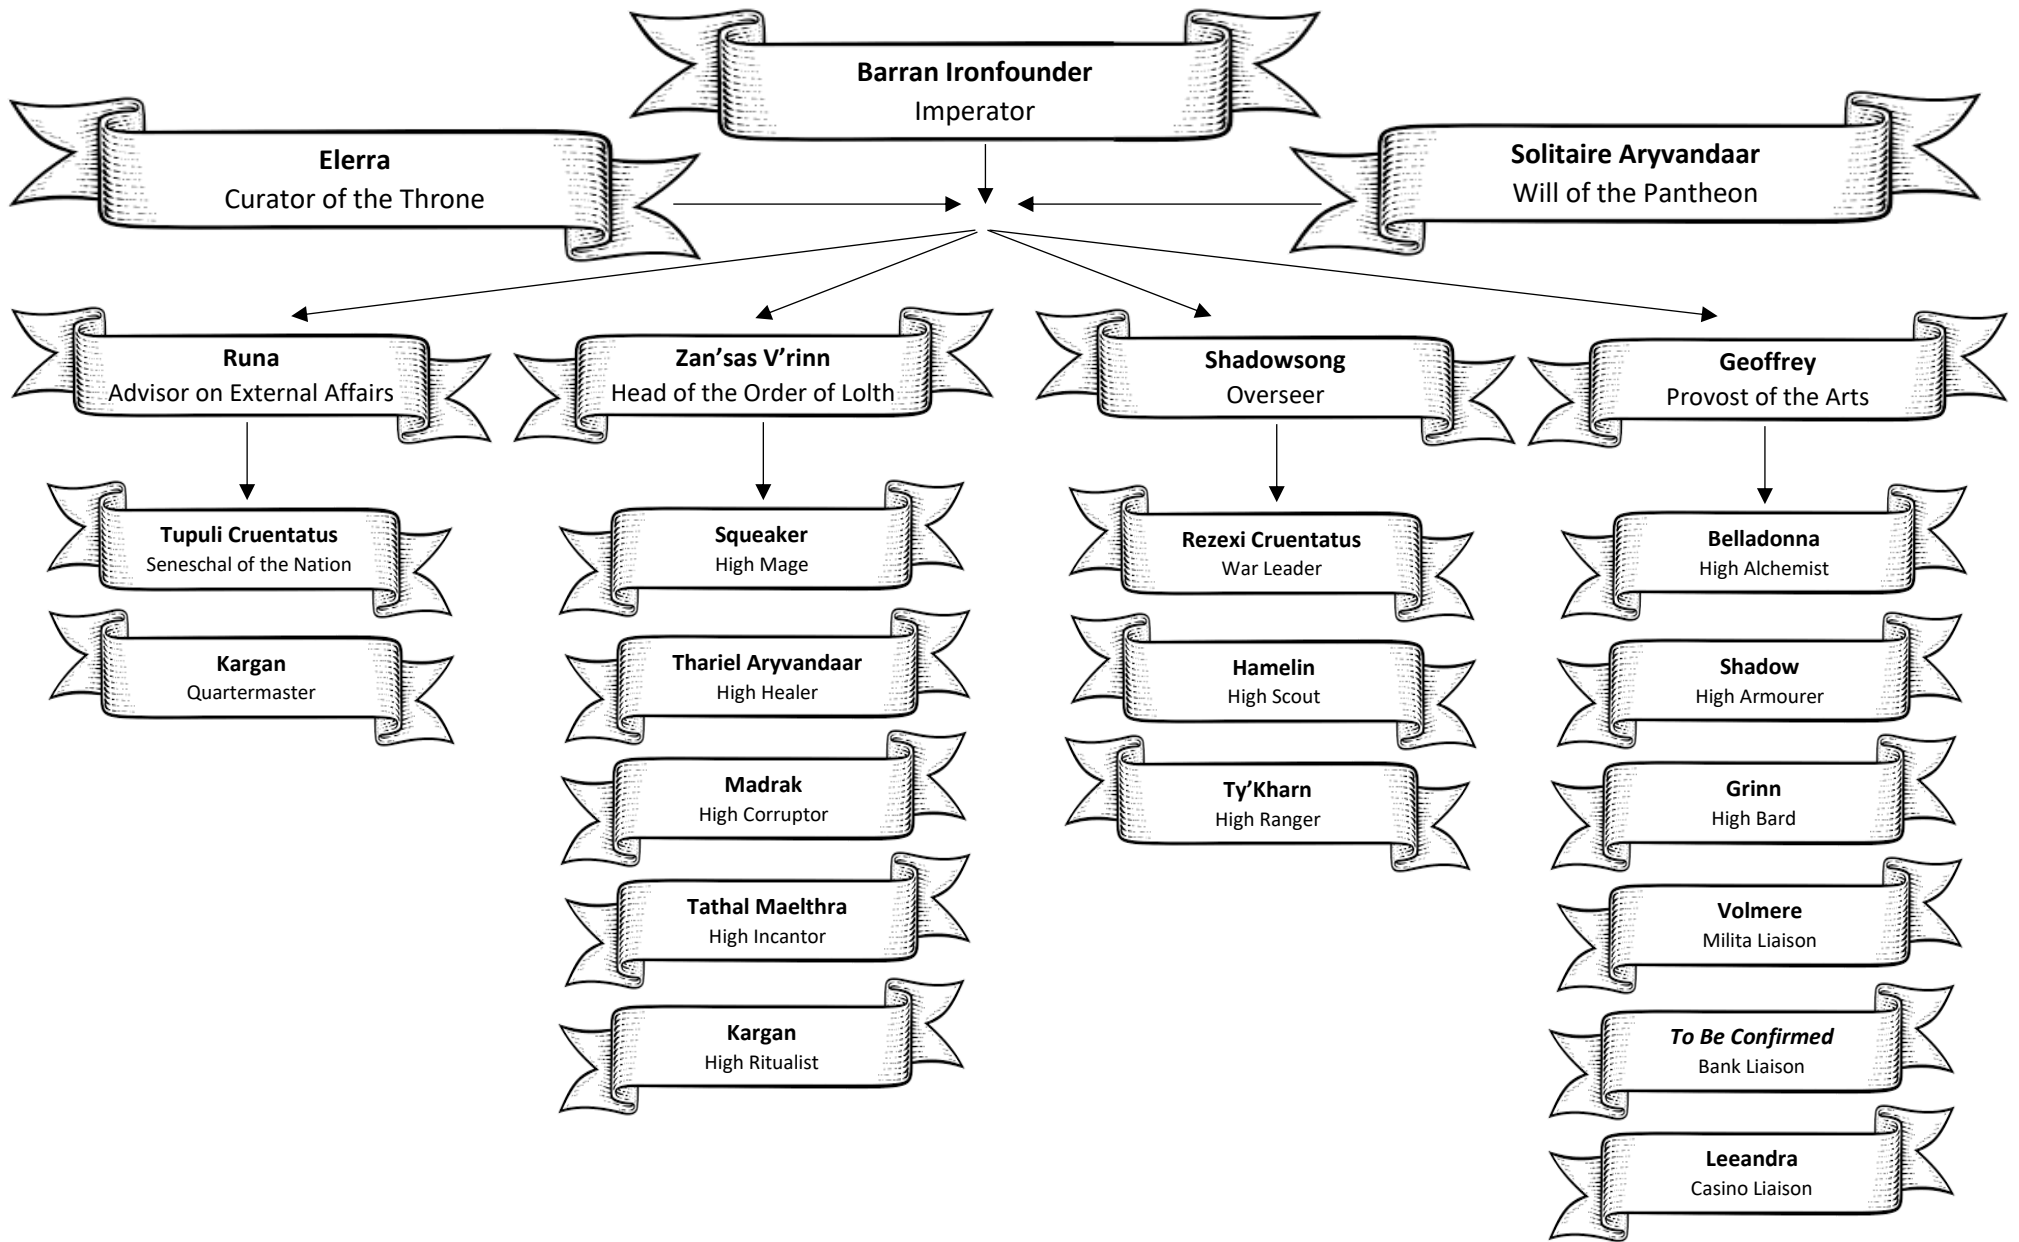 Barran Ironfounder
Imperator
Elerra
Curator of the Throne
Solitaire Aryvandaar
Will of the Pantheon
Runa
Advisor on External Affairs
Zan’sas V’rinn
Head of the Order of Lolth
Shadowsong
Overseer
Geoffrey
Provost of the Arts
Tupuli Cruentatus
Seneschal of the Nation
Kargan
Quartermaster
Squeaker
High Mage
Thariel Aryvandaar
High Healer
Madrak
High Corruptor
Tathal Maelthra
High Incantor
Kargan
High Ritualist
Rezexi Cruentatus
War Leader
Hamelin
High Scout
Ty’Kharn
High Ranger
Belladonna
High Alchemist
Shadow
High Armourer
Grinn
High Bard
Volmere
Milita Liaison
To Be Confirmed
Bank Liaison
Leeandra
Casino Liaison